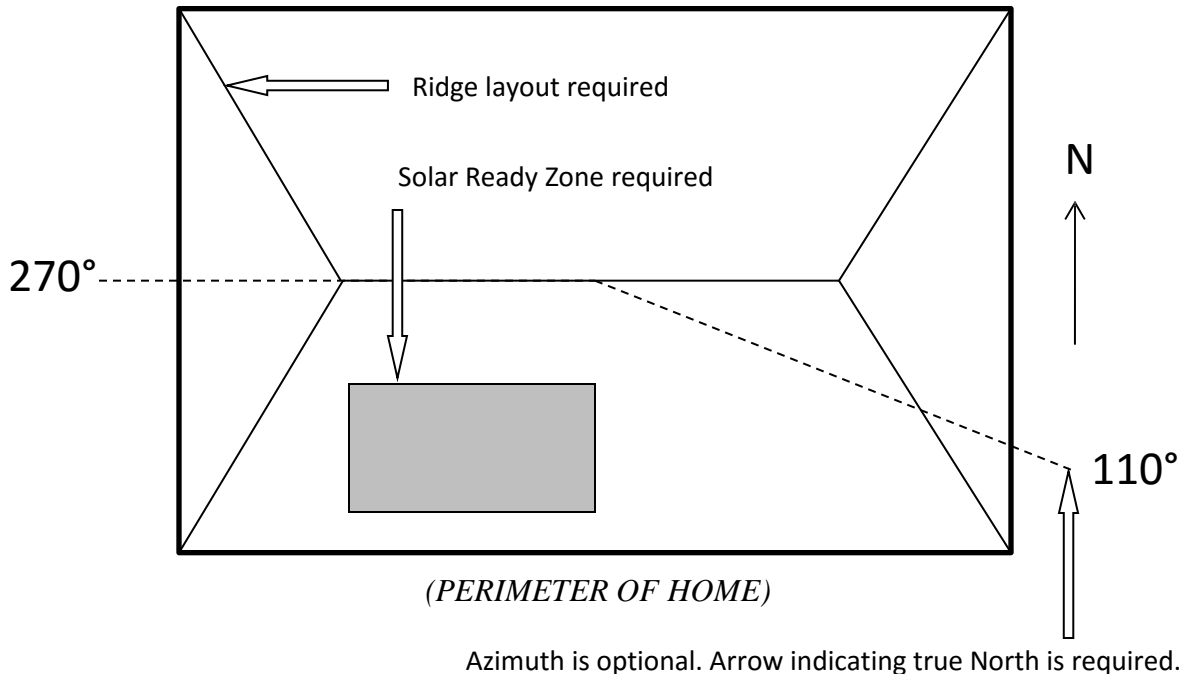 Ridge layout required
N
Solar Ready Zone required
270°
110°
(PERIMETER OF HOME)
Azimuth is optional. Arrow indicating true North is required.